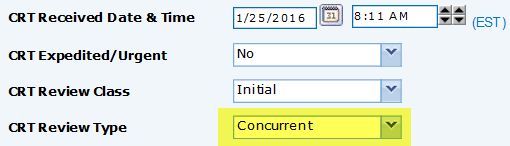 CRT Received Date & Time 1/25/2016 31 8:11 AM (EST)
CRT Expedited/Urgent No
CRT Review Class Initial
CRT Review Type Concurrent